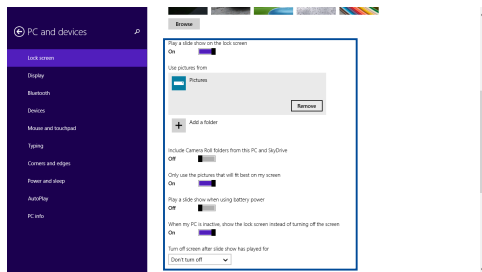 PC and devices
Lock screen
Display
Bluetooth
Devices
Mouse and touchpad
Typing
Corners and edges
Power and sleep
AutoPlay
PC info
Browse
Play a slide show on the lock screen
On
Use pictures from
Pictures
Remove
Add a folder
Include Camera Roll folders from this PC and SkyDrive
Off
Only use the pictures that will fit best on my screen
On
Play a slide show when using battery power
Off
When my PC is inactive, show the lock screen instead of turning off the screen
On
Turn off screen after slide show has played for
Don't turn off